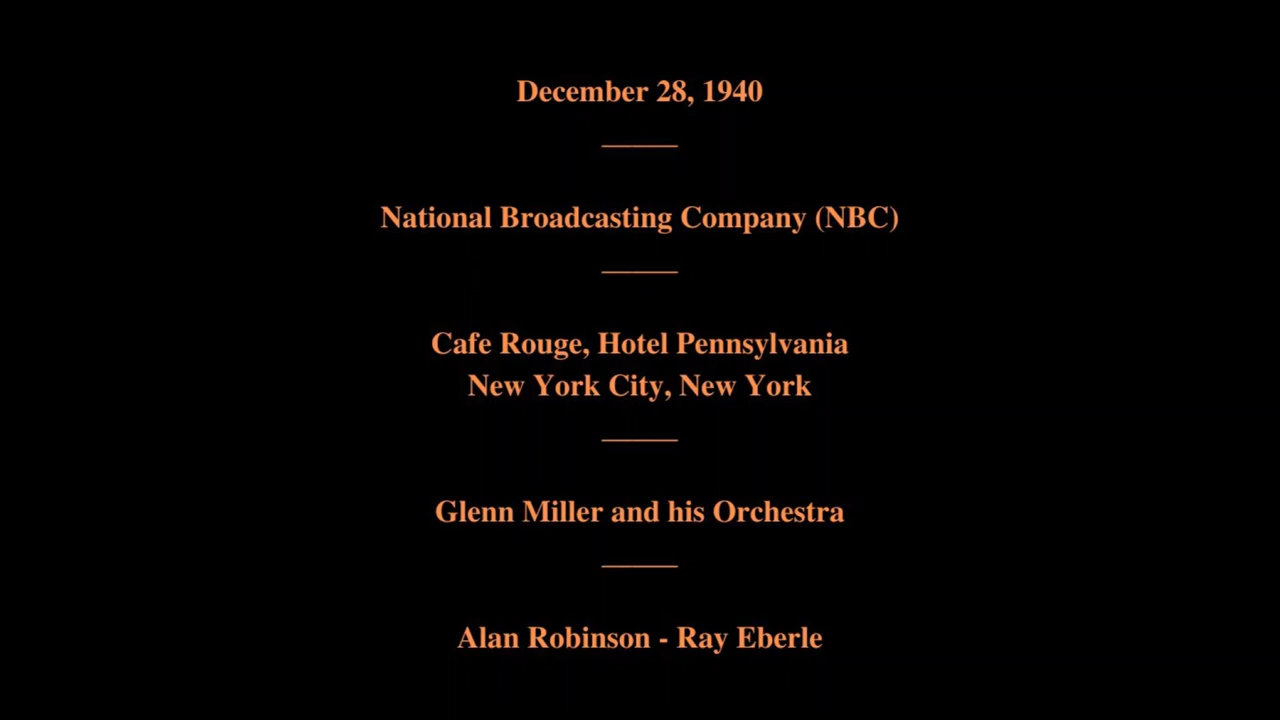 December 28, 1940
National Broadcasting Company (NBC)
Cafe Rouge, Hotel Pennsylvania
New York City, New York
Glenn Miller and his Orchestra
Alan Robinson - Ray Eberle